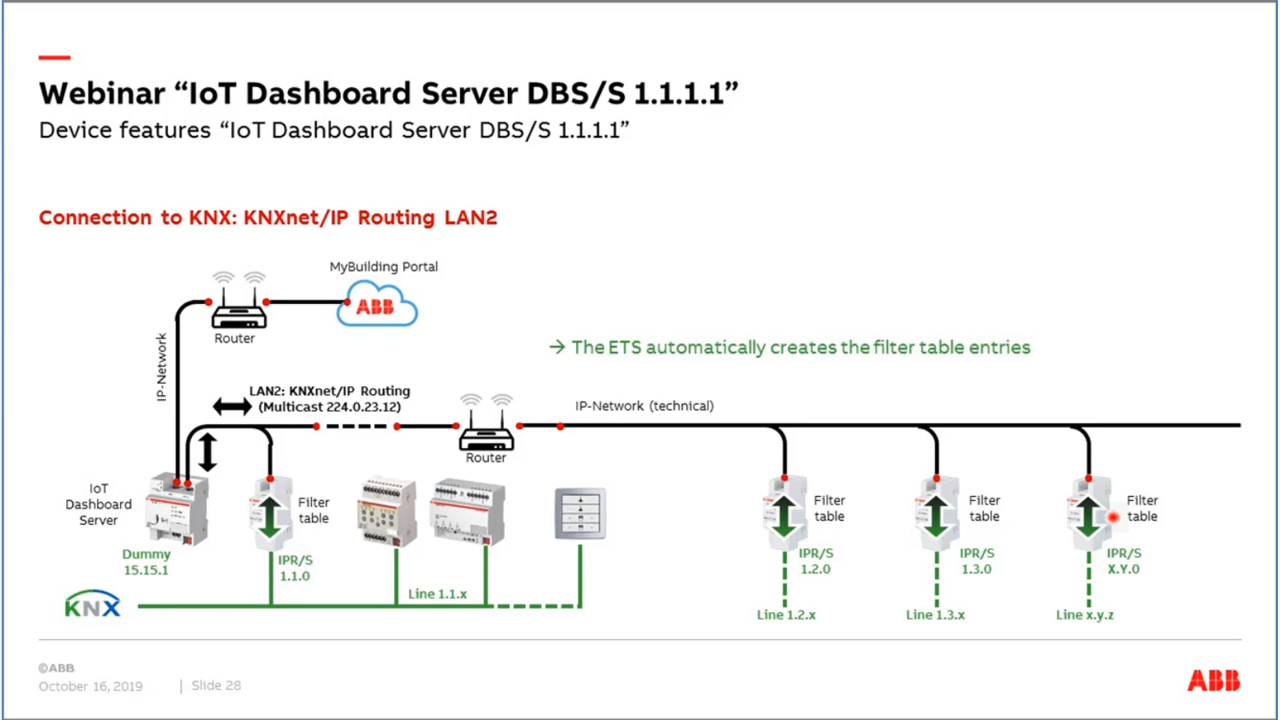 Webinar “IoT Dashboard Server DBS/S 1.1.1.1”
Device features “IoT Dashboard Server DBS/S 1.1.1.1”
Connection to KNX: KNXnet/IP Routing LAN2
MyBuilding Portal
ABB
Router
IP-Network
→ The ETS automatically creates the filter table entries
LAN2: KNXnet/IP Routing
(Multicast 224.0.23.12)
IP-Network (technical)
Router
IoT
Dashboard
Server
Filter
table
Filter
table
Filter
table
Filter
table
Dummy
15.15.1
IPR/S
1.1.0
IPR/S
1.2.0
IPR/S
1.3.0
IPR/S
X.Y.0
KNX
Line 1.1.x
Line 1.2.x
Line 1.3.x
Line x.y.z
©ABB
October 16, 2019 | Slide 28
ABB